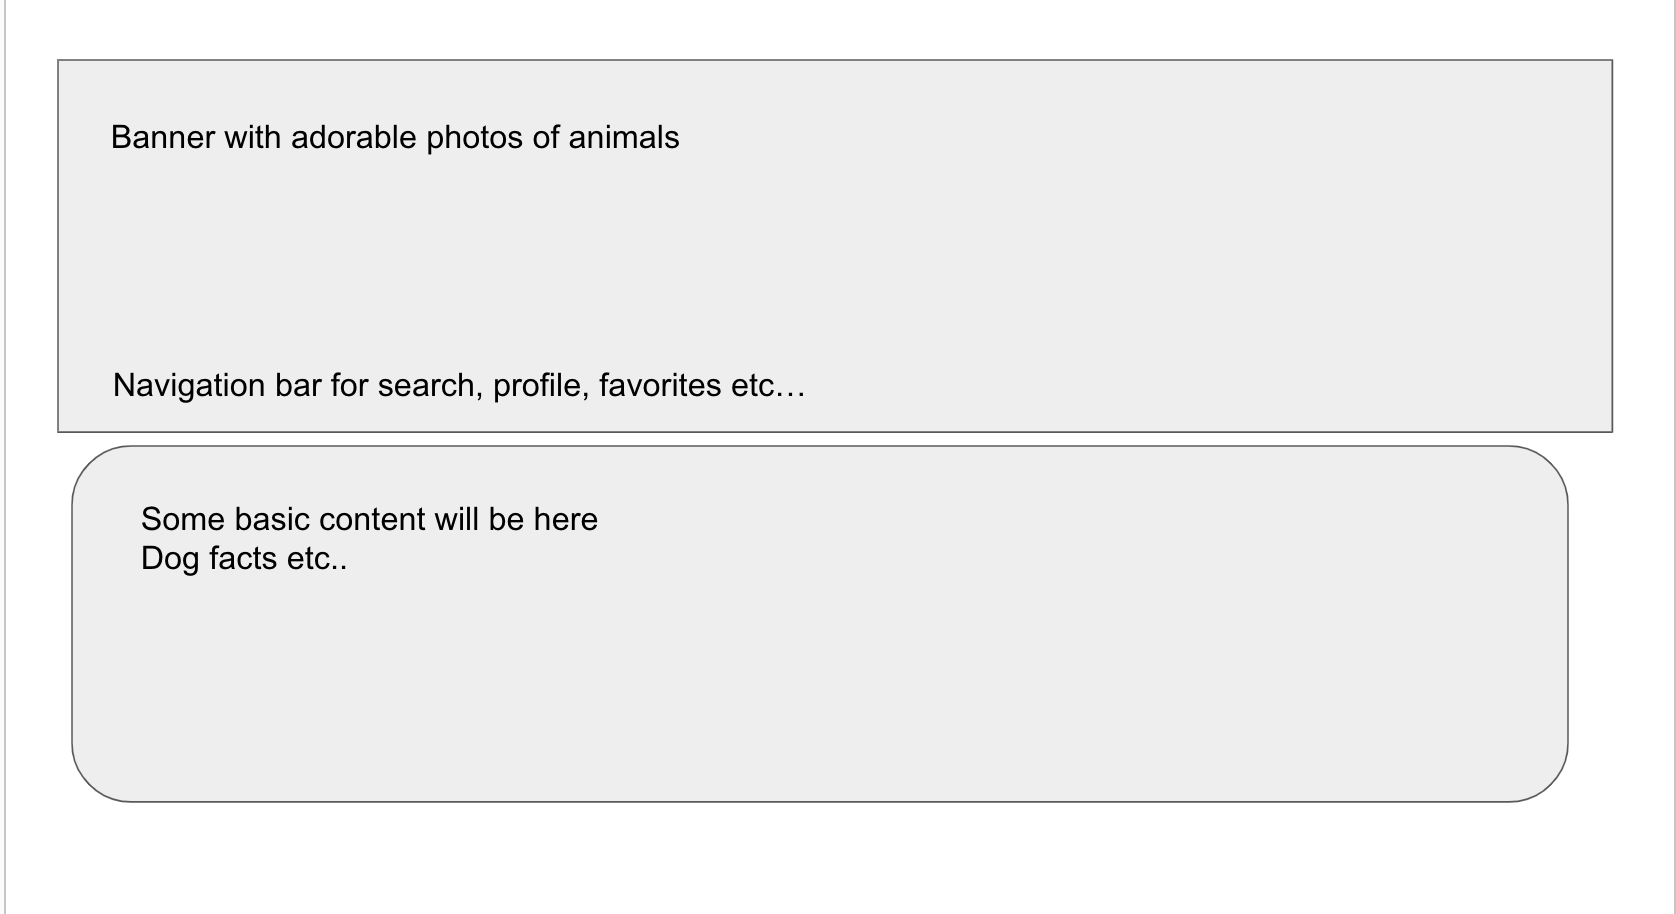 Banner with adorable photos of animals
Navigation bar for search, profile, favorites etc…
Some basic content will be here
Dog facts etc..